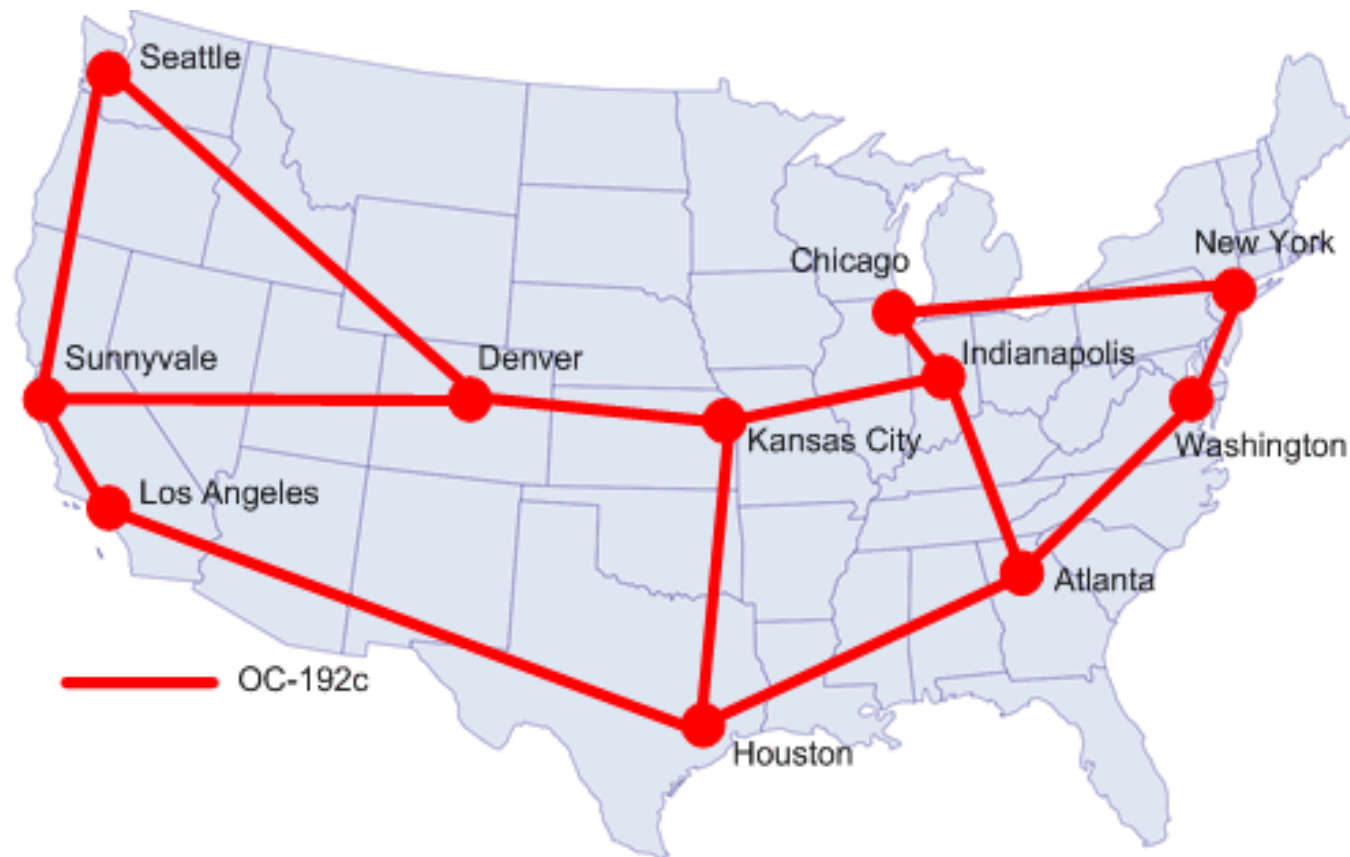 Seattle
New York
Chicago
Sunnyvale
Denver
Indianapolis
Kansas City
Washington
Los Angeles
Atlanta
OC-192c
Houston